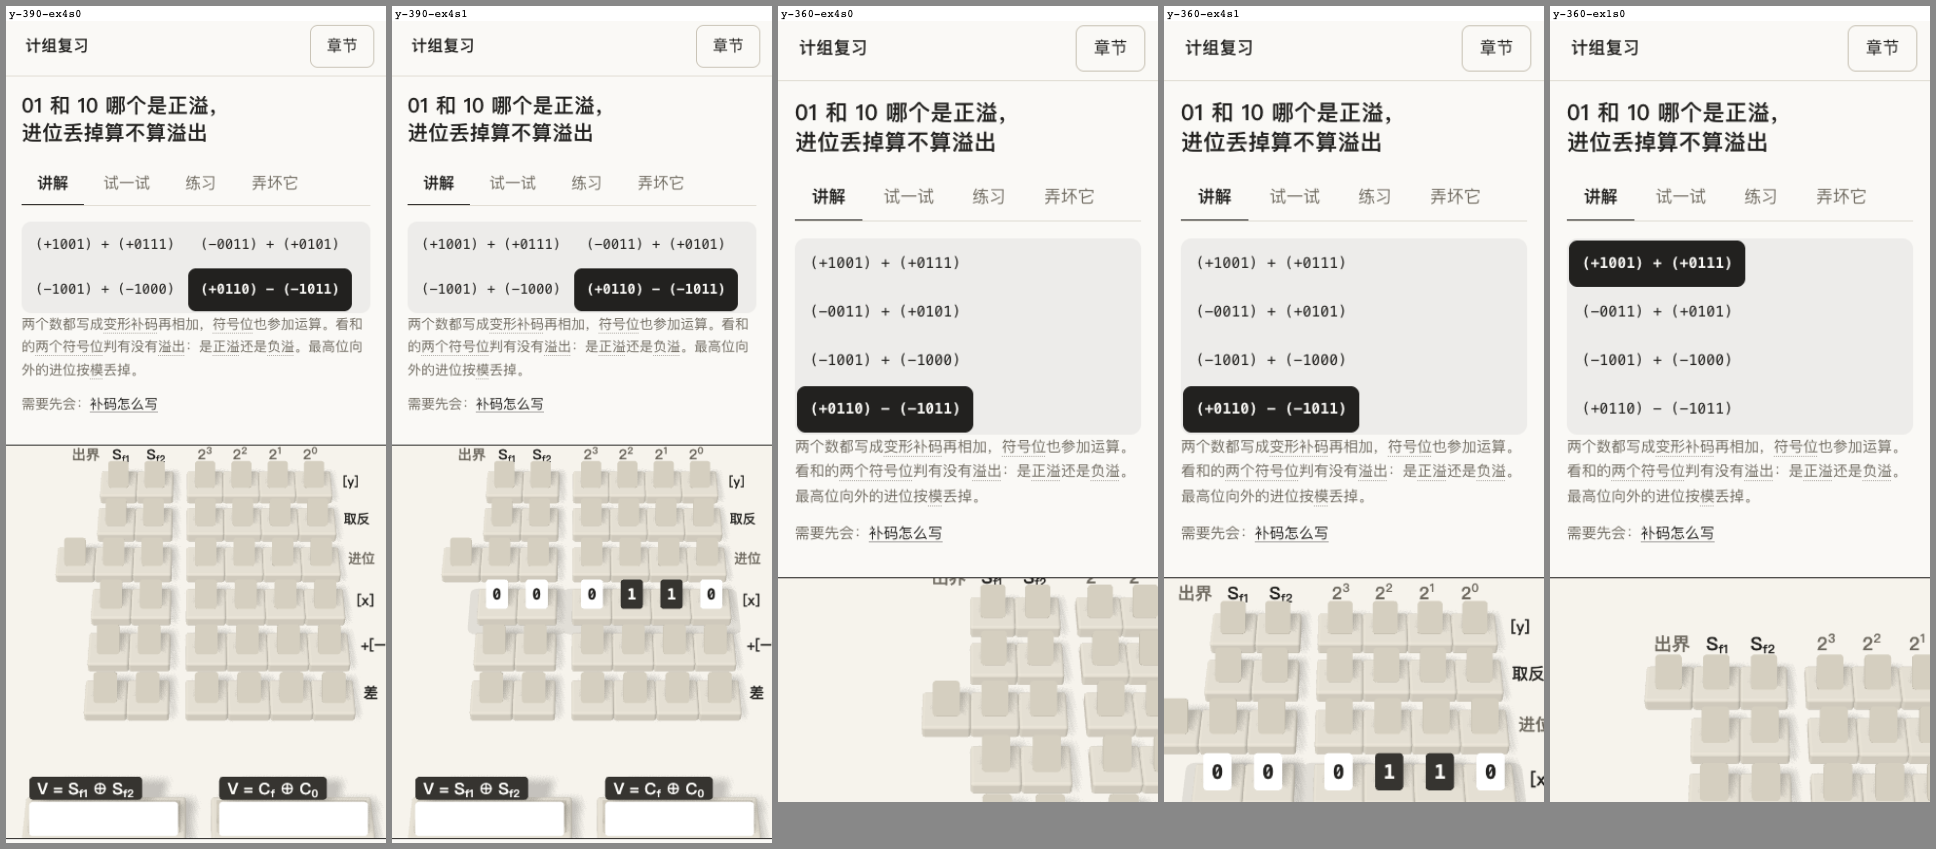 y-390-ex4s0
计组复习
章节
01 和 10 哪个是正溢，
进位丢掉算不算溢出
讲解 试一试 练习 弄坏它
(+1001) + (+0111) (−0011) + (+0101)
(−1001) + (−1000) (+0110) − (−1011)
两个数都写成变形补码再相加，符号位也参加运算。看和
的两个符号位判有没有溢出：是正溢还是负溢。最高位向
外的进位按模丢掉。
需要先会：补码怎么写
出界 Sf1 Sf2 2³ 2² 2¹ 2⁰
[y]
取反
进位
[x]
+[−
差
V = Sf1 ⊕ Sf2 V = Cf ⊕ C0
y-390-ex4s1
计组复习
章节
01 和 10 哪个是正溢，
进位丢掉算不算溢出
讲解 试一试 练习 弄坏它
(+1001) + (+0111) (−0011) + (+0101)
(−1001) + (−1000) (+0110) − (−1011)
两个数都写成变形补码再相加，符号位也参加运算。看和
的两个符号位判有没有溢出：是正溢还是负溢。最高位向
外的进位按模丢掉。
需要先会：补码怎么写
出界 Sf1 Sf2 2³ 2² 2¹ 2⁰
[y]
取反
进位
0 0 0 1 1 0 [x]
+[−
差
V = Sf1 ⊕ Sf2 V = Cf ⊕ C0
y-360-ex4s0
计组复习
章节
01 和 10 哪个是正溢，
进位丢掉算不算溢出
讲解 试一试 练习 弄坏它
(+1001) + (+0111)
(−0011) + (+0101)
(−1001) + (−1000)
(+0110) − (−1011)
两个数都写成变形补码再相加，符号位也参加运算。
看和的两个符号位判有没有溢出：是正溢还是负溢。
最高位向外的进位按模丢掉。
需要先会：补码怎么写
出界 Sf1 Sf2
y-360-ex4s1
计组复习
章节
01 和 10 哪个是正溢，
进位丢掉算不算溢出
讲解 试一试 练习 弄坏它
(+1001) + (+0111)
(−0011) + (+0101)
(−1001) + (−1000)
(+0110) − (−1011)
两个数都写成变形补码再相加，符号位也参加运算。
看和的两个符号位判有没有溢出：是正溢还是负溢。
最高位向外的进位按模丢掉。
需要先会：补码怎么写
出界 Sf1 Sf2 2³ 2² 2¹ 2⁰
[y]
取反
进位
0 0 0 1 1 0 [x
y-360-ex1s0
计组复习
章节
01 和 10 哪个是正溢，
进位丢掉算不算溢出
讲解 试一试 练习 弄坏它
(+1001) + (+0111)
(−0011) + (+0101)
(−1001) + (−1000)
(+0110) − (−1011)
两个数都写成变形补码再相加，符号位也参加运算。
看和的两个符号位判有没有溢出：是正溢还是负溢。
最高位向外的进位按模丢掉。
需要先会：补码怎么写
出界 Sf1 Sf2 2³ 2² 2¹